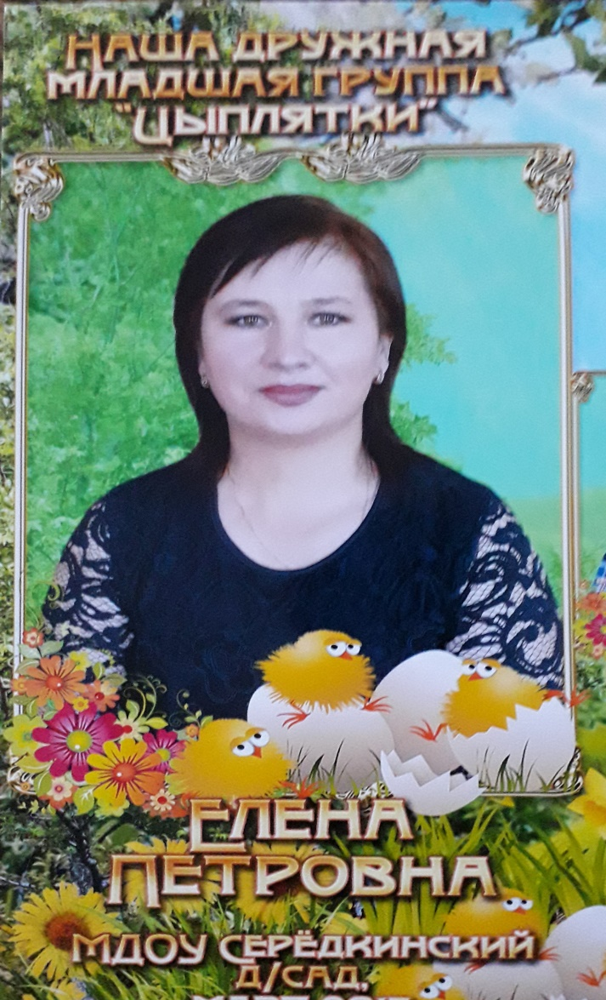 НАША ДРУЖНАЯ
МЛАДШАЯ ГРУППА
"ЦЫПЛЯТКИ"
ЕЛЕНА
ПЕТРОВНА
МДОУ СЕРЁДКИНСКИЙ
Д/САД,